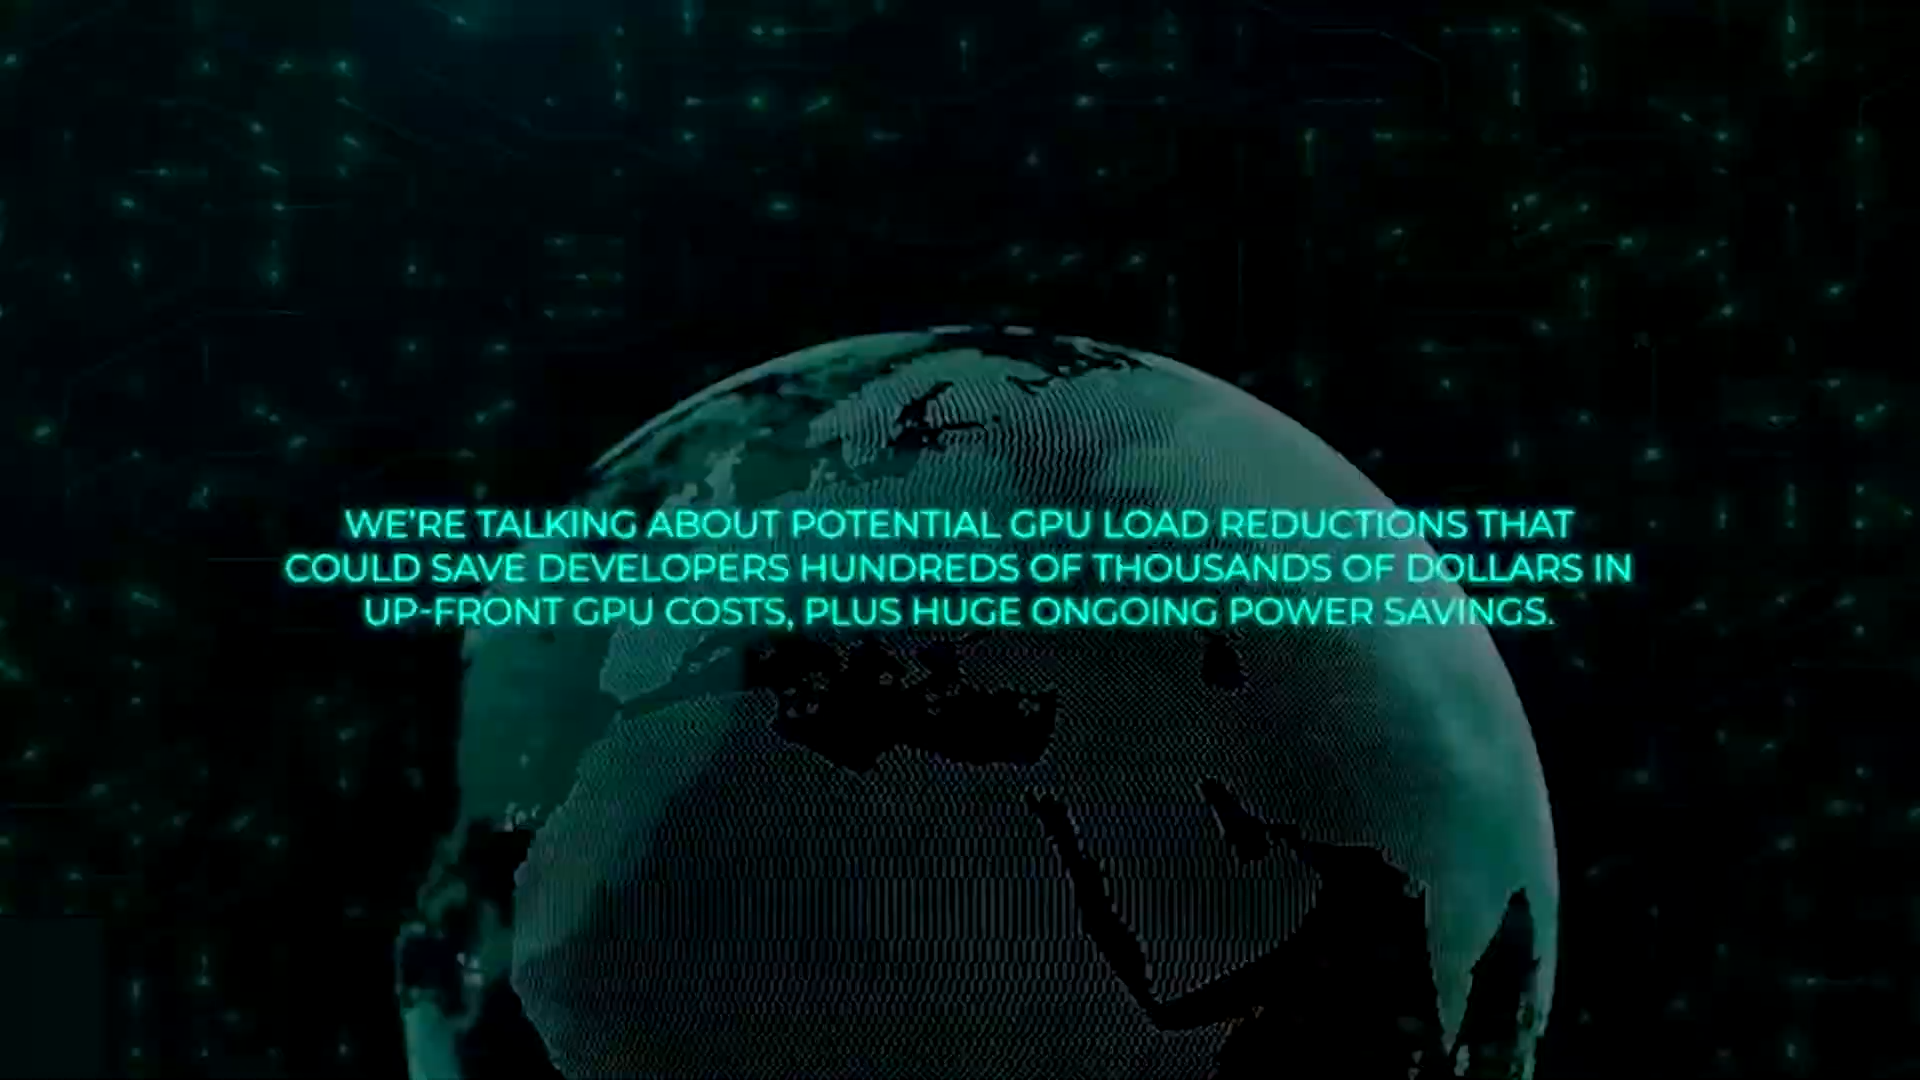 WE'RE TALKING ABOUT POTENTIAL GPU LOAD REDUCTIONS THAT
COULD SAVE DEVELOPERS HUNDREDS OF THOUSANDS OF DOLLARS IN
UP-FRONT GPU COSTS, PLUS HUGE ONGOING POWER SAVINGS.